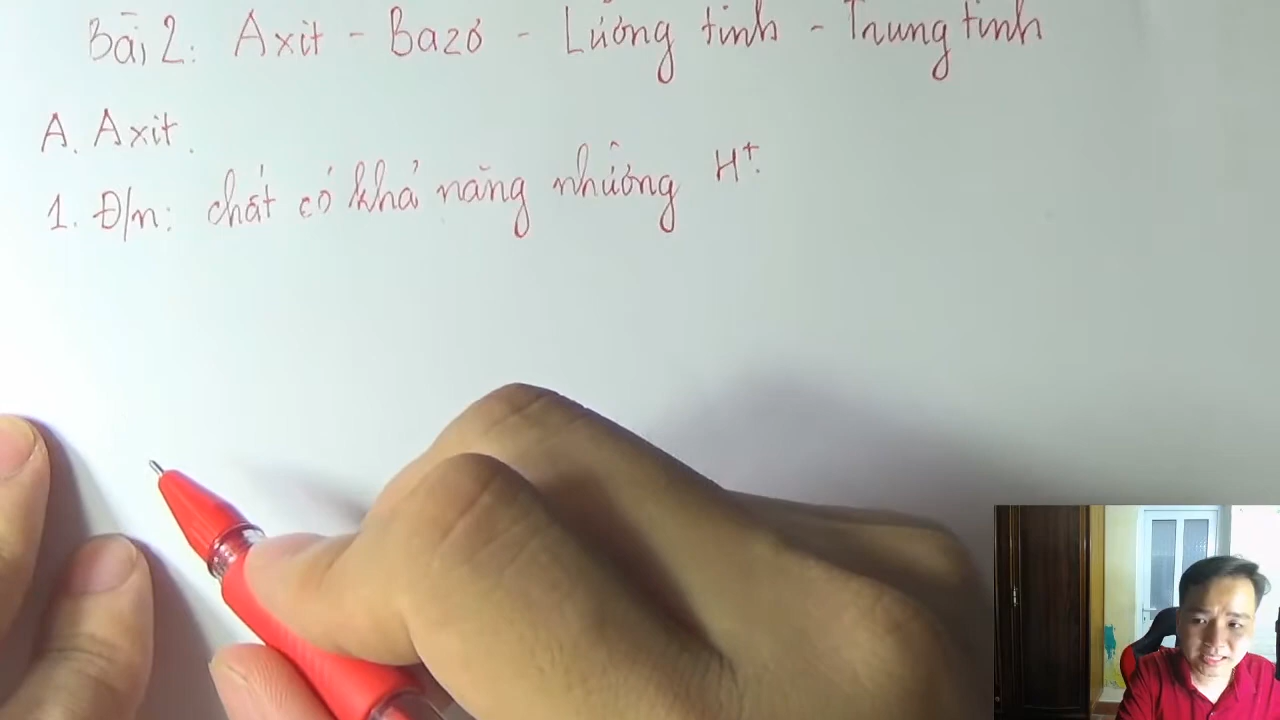 Bài 2: Axit - Bazơ - Lưỡng tính - Trung tính
A. Axit.
1. Đ/n: chất có khả năng nhường H⁺.